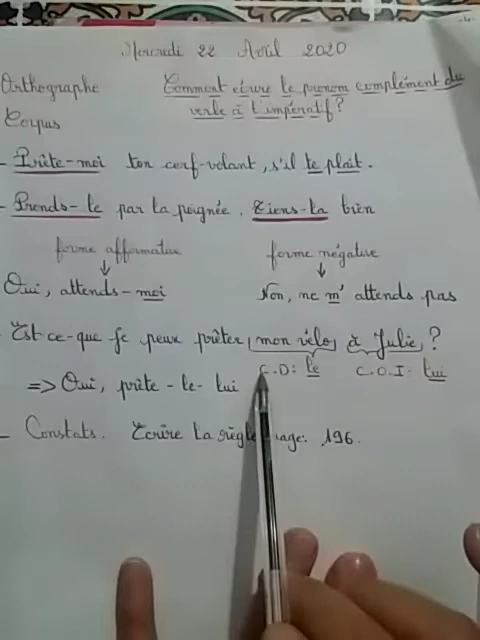 Mercredi 22 Avril 2020
Orthographe Comment écrire le pronom complément du
verbe à l'impératif?
Corpus
- Prête-moi ton cerf-volant, s'il te plait.
- Prends-le par la poignée. Tiens-la bien
forme affirmative forme négative
Oui, attends-moi Non, ne m'attends pas
- Est-ce-que je peux prêter mon vélo à Julie?
C.D: le C.O.I: lui
=> Oui, prête-le-lui
- Constats. Ecrire la règle page: 196.